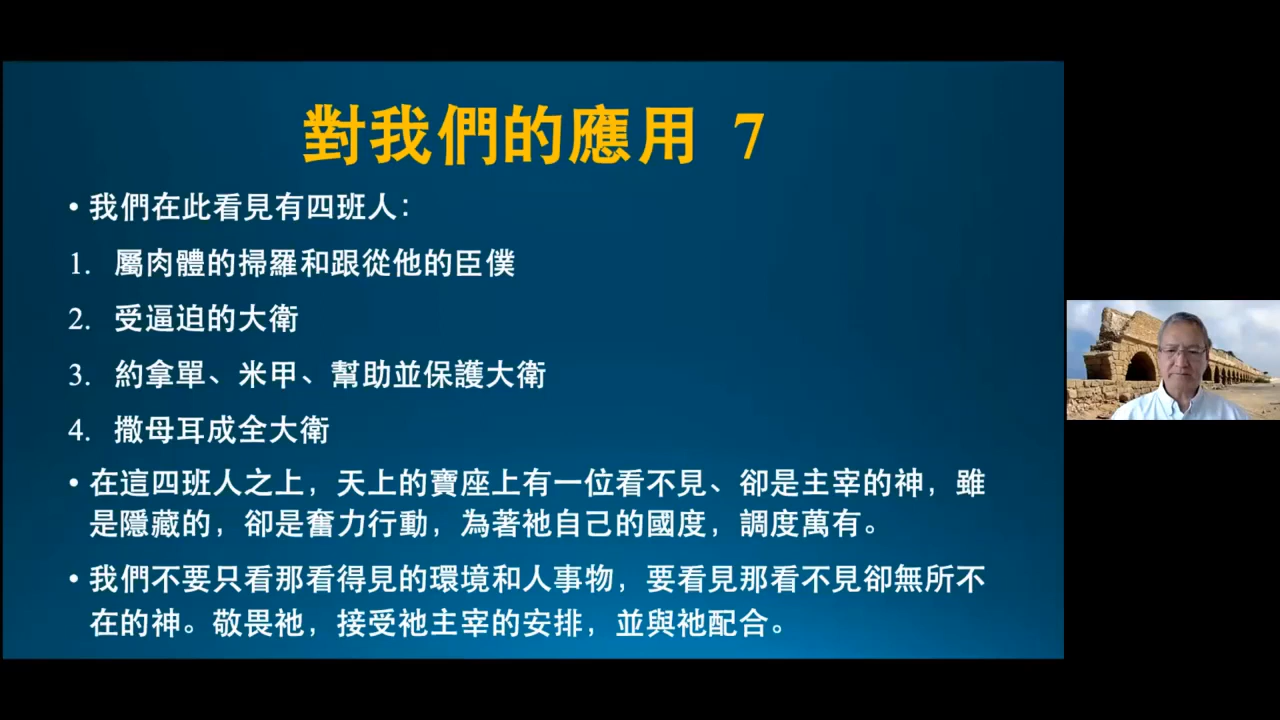 對我們的應用 7
• 我們在此看見有四班人：
1. 屬肉體的掃羅和跟從他的臣僕
2. 受逼迫的大衛
3. 約拿單、米甲、幫助並保護大衛
4. 撒母耳成全大衛
• 在這四班人之上，天上的寶座上有一位看不見、卻是主宰的神，雖
是隱藏的，卻是奮力行動，為著祂自己的國度，調度萬有。
• 我們不要只看那看得見的環境和人事物，要看見那看不見卻無所不
在的神。敬畏祂，接受祂主宰的安排，並與祂配合。